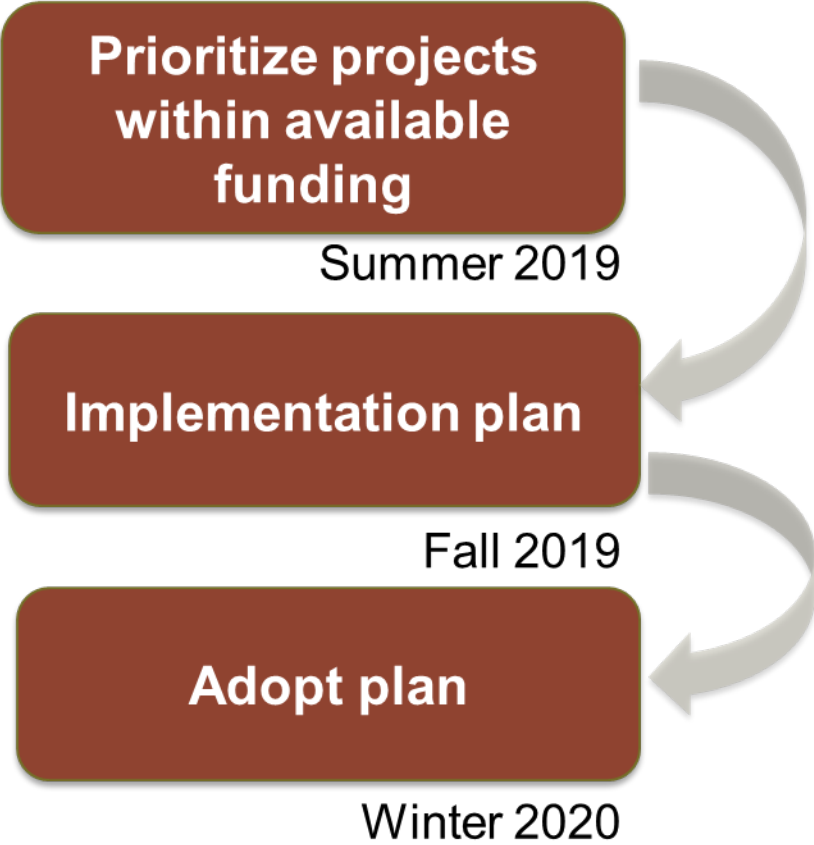 Prioritize projects
within available
funding
Summer 2019
Implementation plan
Fall 2019
Adopt plan
Winter 2020